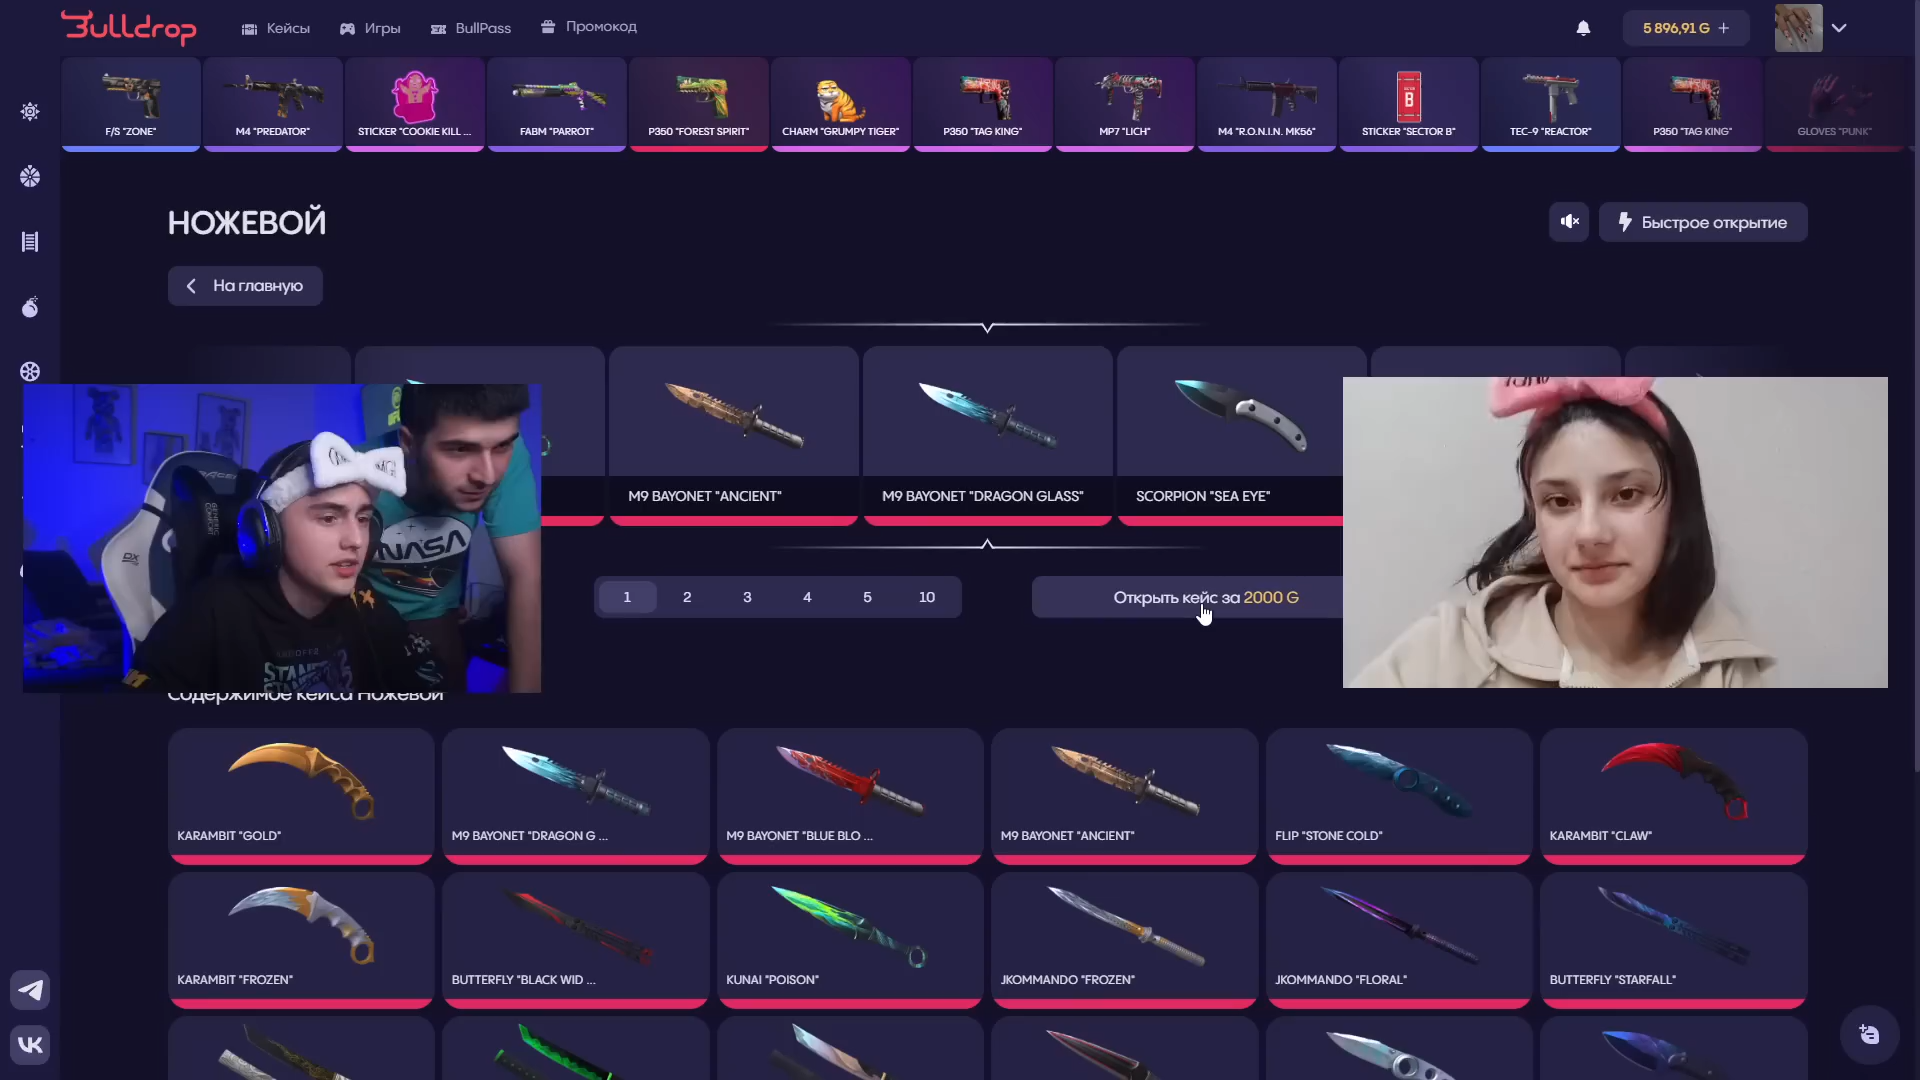 Bulldrop
Кейсы
Игры
BullPass
Промокод
5 896,91 G +
F/S "ZONE"
M4 "PREDATOR"
STICKER "COOKIE KILL ...
FABM "PARROT"
P350 "FOREST SPIRIT"
CHARM "GRUMPY TIGER"
P350 "TAG KING"
MP7 "LICH"
M4 "R.O.N.I.N. MK56"
STICKER "SECTOR B"
TEC-9 "REACTOR"
P350 "TAG KING"
GLOVES "PUNK"
НОЖЕВОЙ
Быстрое открытие
На главную
M9 BAYONET "ANCIENT"
M9 BAYONET "DRAGON GLASS"
SCORPION "SEA EYE"
NASA
1
2
3
4
5
10
Открыть кейс за 2000 G
Содержимое кейса Ножевой
KARAMBIT "GOLD"
M9 BAYONET "DRAGON G ...
M9 BAYONET "BLUE BLO ...
M9 BAYONET "ANCIENT"
FLIP "STONE COLD"
KARAMBIT "CLAW"
KARAMBIT "FROZEN"
BUTTERFLY "BLACK WID ...
KUNAI "POISON"
JKOMMANDO "FROZEN"
JKOMMANDO "FLORAL"
BUTTERFLY "STARFALL"